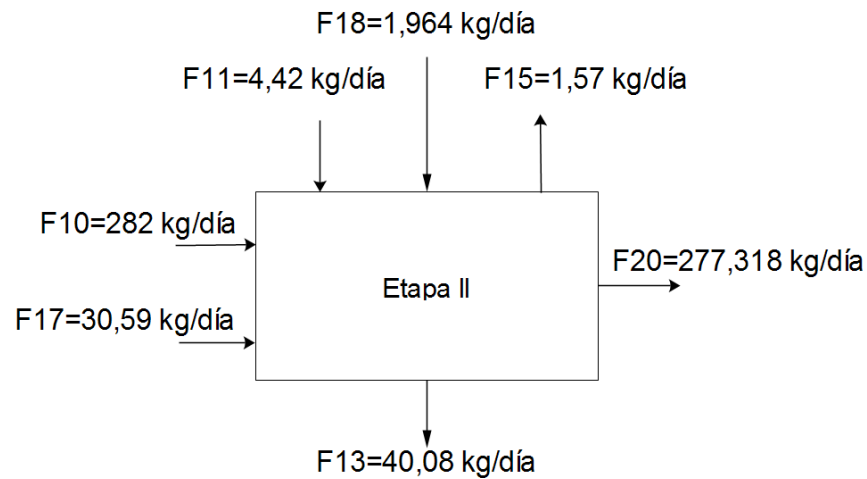 F18=1,964 kg/día
F11=4,42 kg/día
F15=1,57 kg/día
F10=282 kg/día
F20=277,318 kg/día
Etapa II
F17=30,59 kg/día
F13=40,08 kg/día